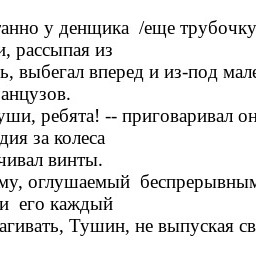 танно у денщика /еще трубочку
и, рассыпая из
ь, выбегал вперед и из-под мале
анцузов.
уши, ребята! -- приговаривал он
дия за колеса
чивал винты.
му, оглушаемый беспрерывным
и его каждый
агивать, Тушин, не выпуская св